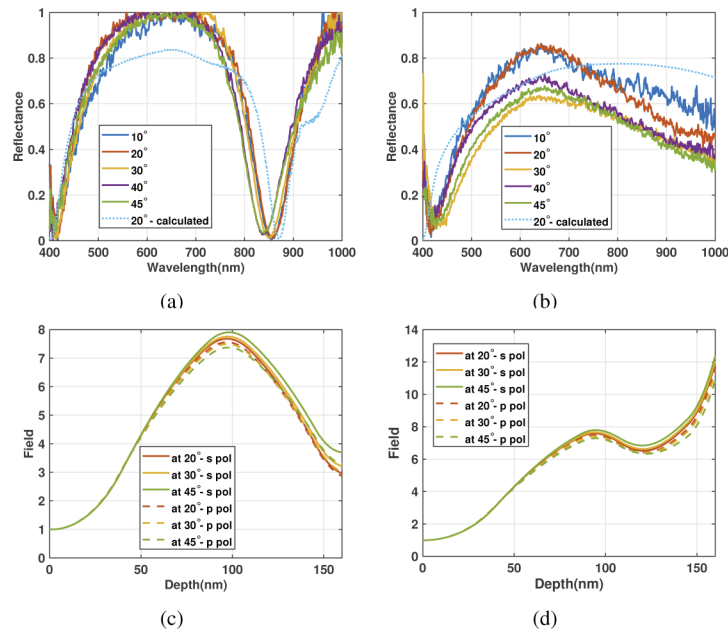 1
0.8
0.6
0.4
0.2
0
Reflectance
10°
20°
30°
40°
45°
20°- calculated
400 500 600 700 800 900 1000
Wavelength(nm)
(a)
1
0.8
0.6
0.4
0.2
0
Reflectance
10°
20°
30°
40°
45°
20°- calculated
400 500 600 700 800 900 1000
Wavelength(nm)
(b)
8
7
6
5
4
3
2
1
0
Field
at 20°- s pol
at 30°- s pol
at 45°- s pol
at 20°- p pol
at 30°- p pol
at 45°- p pol
0 50 100 150
Depth(nm)
(c)
14
12
10
8
6
4
2
0
Field
at 20°- s pol
at 30°- s pol
at 45°- s pol
at 20°- p pol
at 30°- p pol
at 45°- p pol
0 50 100 150
Depth(nm)
(d)